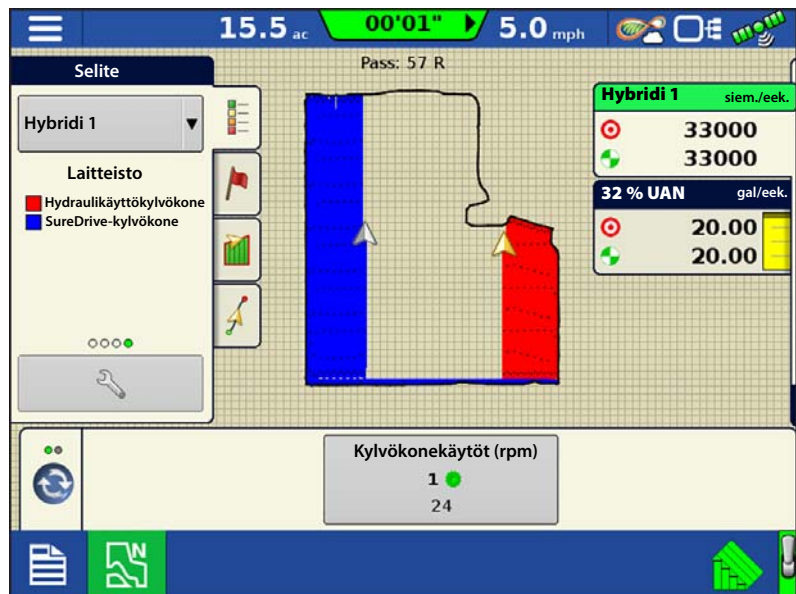 15.5 ac
00'01"
5.0 mph
Selite
Hybridi 1
Laitteisto
Hydraulikäyttökylvökone
SureDrive-kylvökone
Pass: 57 R
Hybridi 1 siem./eek.
33000
33000
32 % UAN gal/eek.
20.00
20.00
Kylvökonekäytöt (rpm)
1
24
N